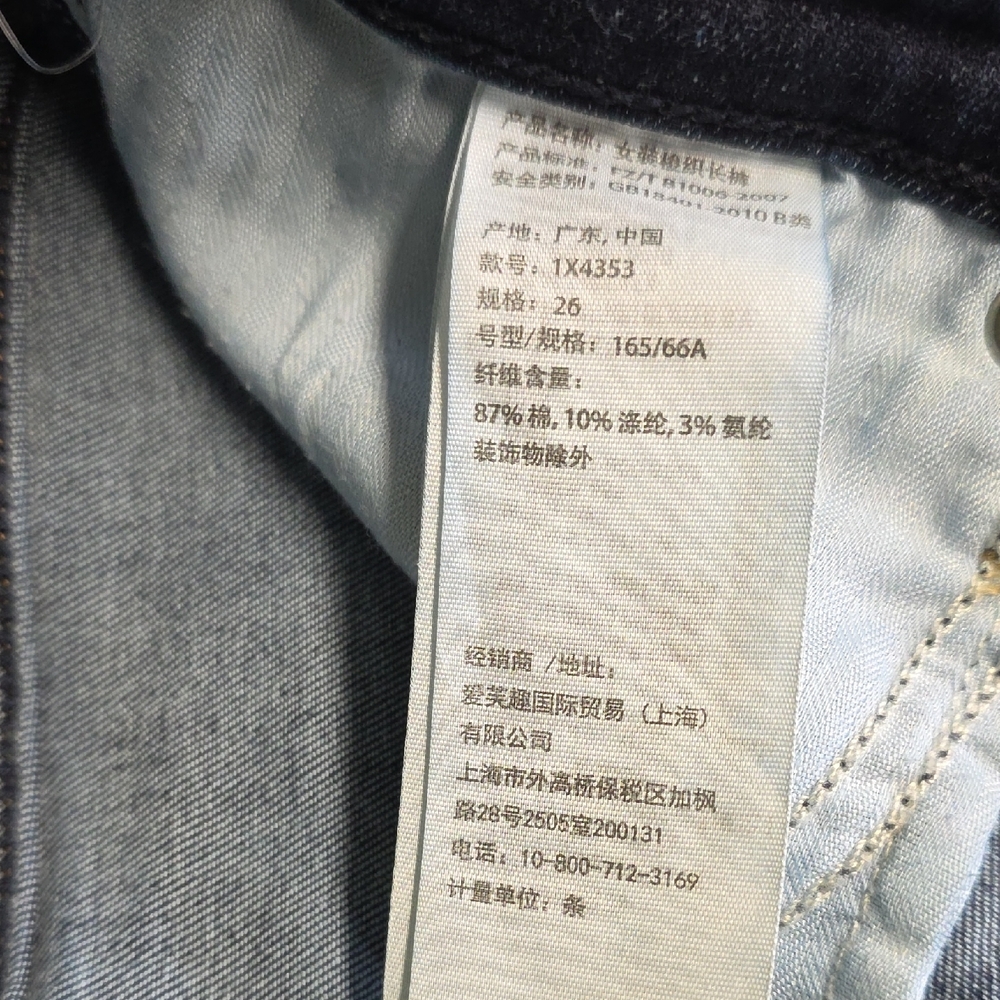 产品名称：女装梭织长裤
产品标准：FZ/T 81006-2007
安全类别：GB18401-2010 B类
产地：广东, 中国
款号：1X4353
规格：26
号型/规格：165/66A
纤维含量：
87% 棉, 10% 涤纶, 3% 氨纶
装饰物除外
经销商 /地址：
爱芙趣国际贸易（上海）
有限公司
上海市外高桥保税区加枫
路28号2505室200131
电话：10-800-712-3169
计量单位：条